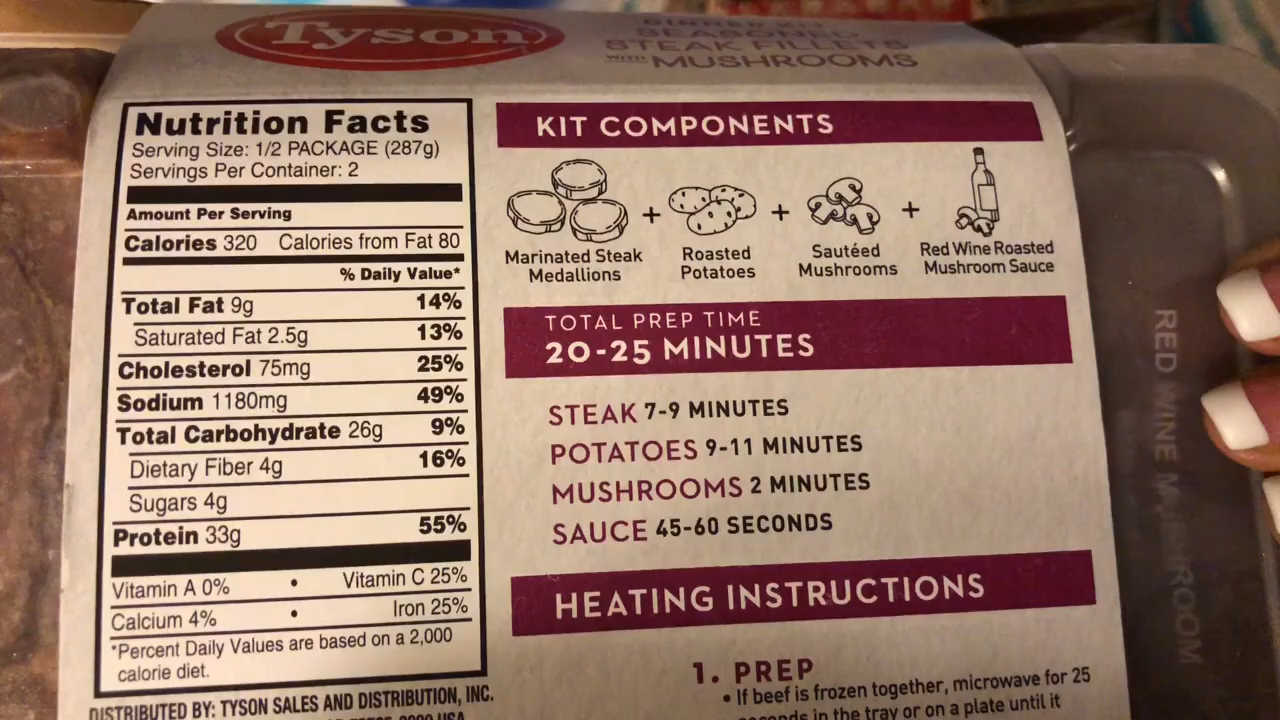 Tyson
DINNER KIT
SEASONED
STEAK FILLETS
WITH MUSHROOMS
Nutrition Facts
Serving Size: 1/2 PACKAGE (287g)
Servings Per Container: 2
Amount Per Serving
Calories 320 Calories from Fat 80
% Daily Value*
Total Fat 9g 14%
Saturated Fat 2.5g 13%
Cholesterol 75mg 25%
Sodium 1180mg 49%
Total Carbohydrate 26g 9%
Dietary Fiber 4g 16%
Sugars 4g
Protein 33g 55%
Vitamin A 0% • Vitamin C 25%
Calcium 4% • Iron 25%
*Percent Daily Values are based on a 2,000
calorie diet.
DISTRIBUTED BY: TYSON SALES AND DISTRIBUTION, INC.
USA
KIT COMPONENTS
Marinated Steak
Medallions
+
Roasted
Potatoes
+
Sautéed
Mushrooms
+
Red Wine Roasted
Mushroom Sauce
TOTAL PREP TIME
20-25 MINUTES
STEAK 7-9 MINUTES
POTATOES 9-11 MINUTES
MUSHROOMS 2 MINUTES
SAUCE 45-60 SECONDS
HEATING INSTRUCTIONS
1. PREP
• If beef is frozen together, microwave for 25
seconds in the tray or on a plate until it
RED WINE MUSHROOM